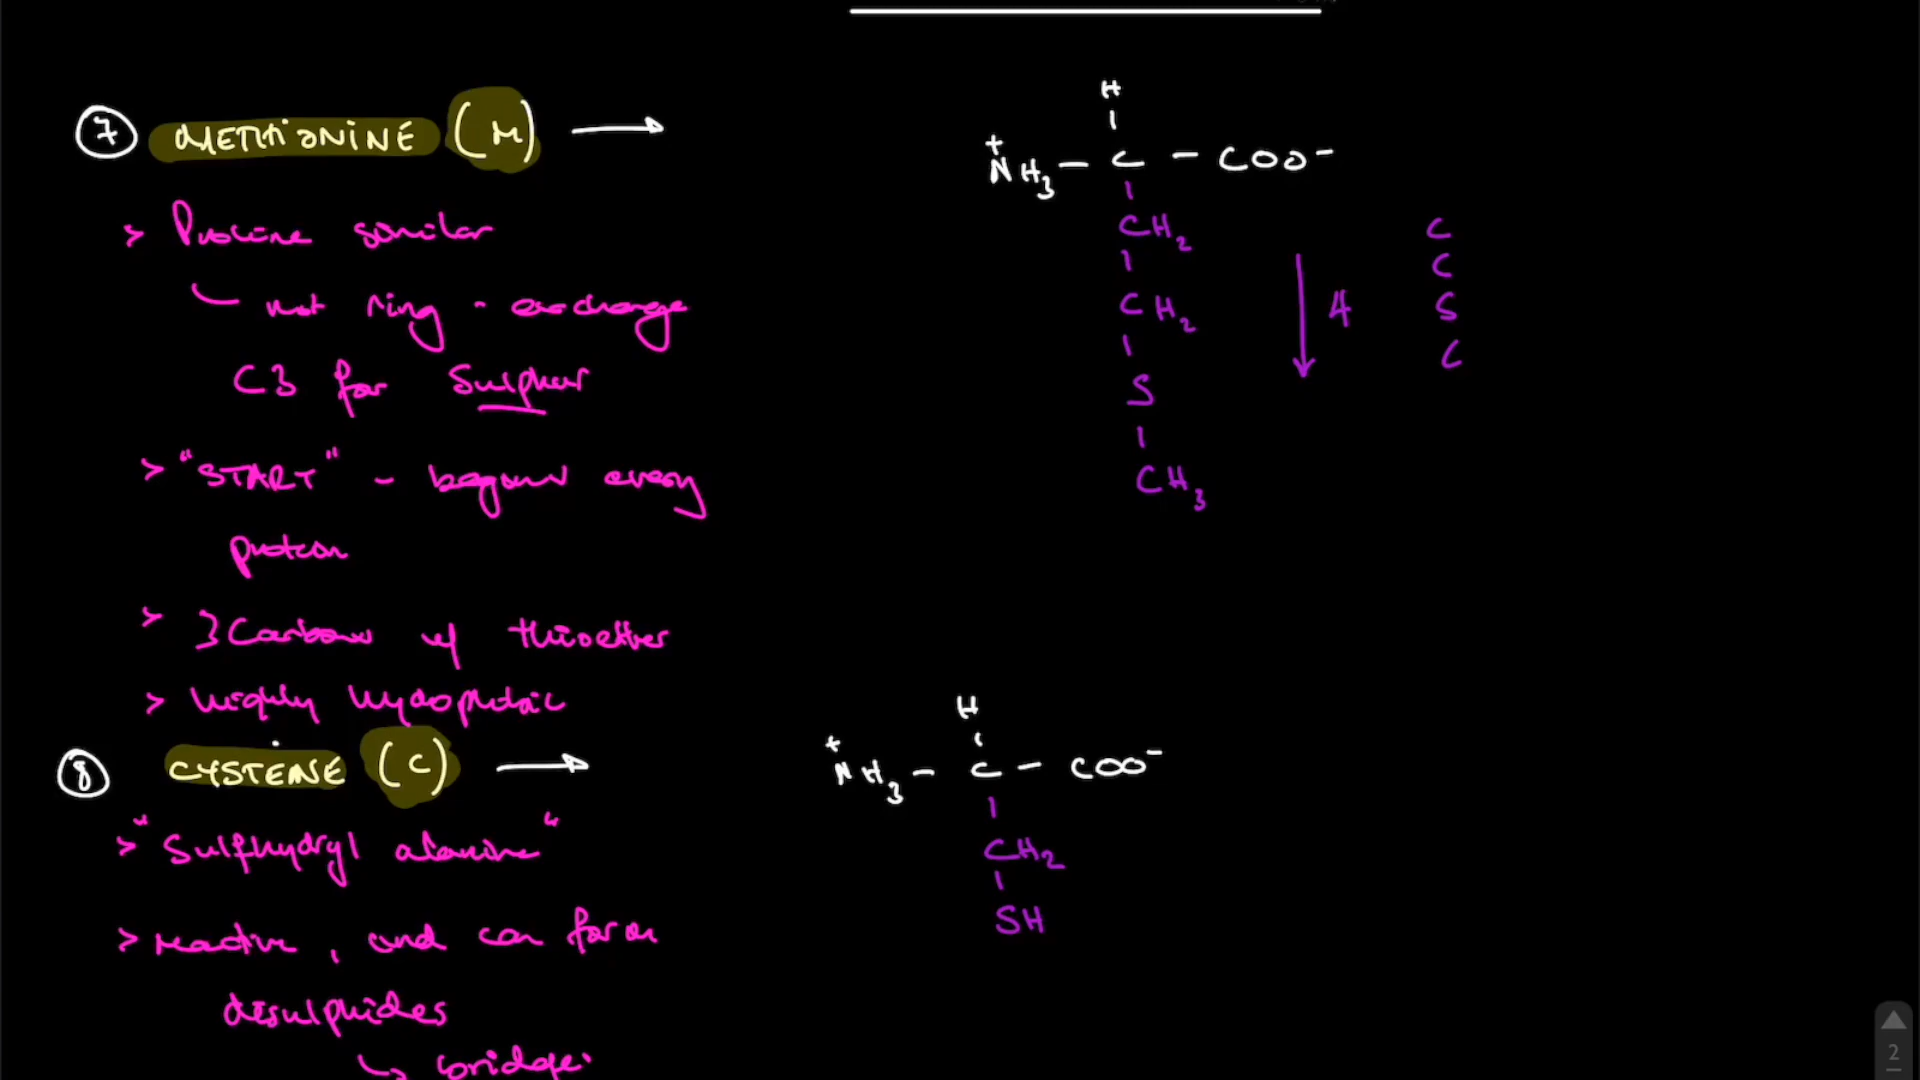 7 METHIONINE (M) →
> Proline similar
not ring - exchange
C3 for Sulphur
> "START" - begins every
protein
> 3 Carbons w/ thioether
> highly hydrophobic
H
+
NH3 - C - COO-
CH2
CH2
S
CH3
4
C
C
S
C
8 CYSTEINE (C) →
> "Sulfhydryl alanine"
> reactive, and can form
disulphides
↳ bridges
H
+
NH3 - C - COO-
CH2
SH
2